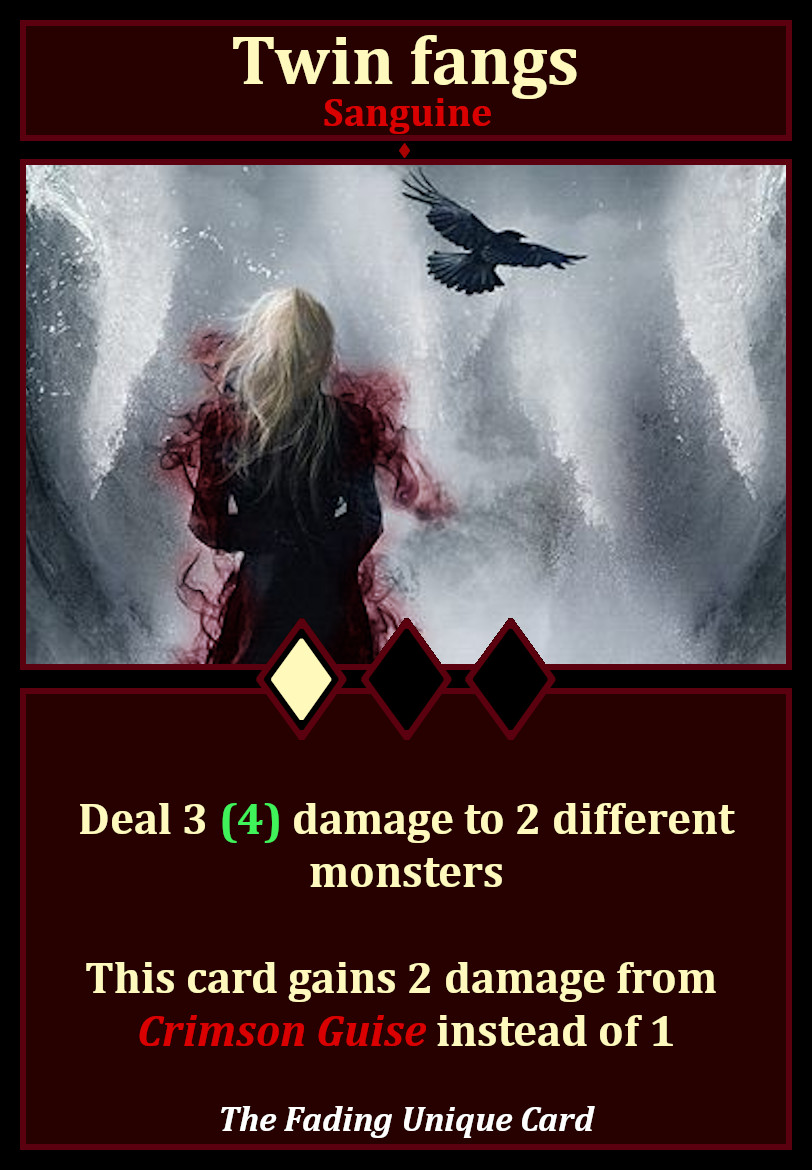 Twin fangs
Sanguine
Deal 3 (4) damage to 2 different
monsters
This card gains 2 damage from
Crimson Guise instead of 1
The Fading Unique Card